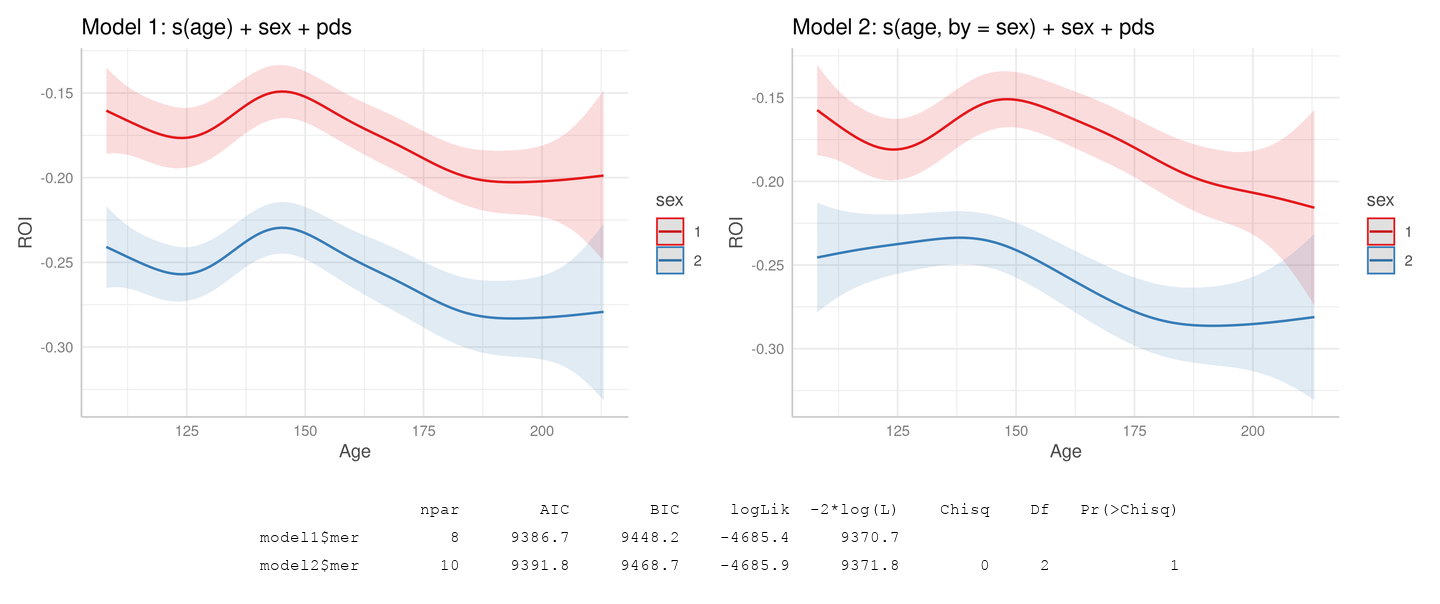 Model 1: s(age) + sex + pds
-0.15
-0.20
-0.25
-0.30
ROI
125 150 175 200
Age
sex
1
2
Model 2: s(age, by = sex) + sex + pds
-0.15
-0.20
-0.25
-0.30
ROI
125 150 175 200
Age
sex
1
2
npar AIC BIC logLik -2*log(L) Chisq Df Pr(>Chisq)
model1$mer 8 9386.7 9448.2 -4685.4 9370.7
model2$mer 10 9391.8 9468.7 -4685.9 9371.8 0 2 1